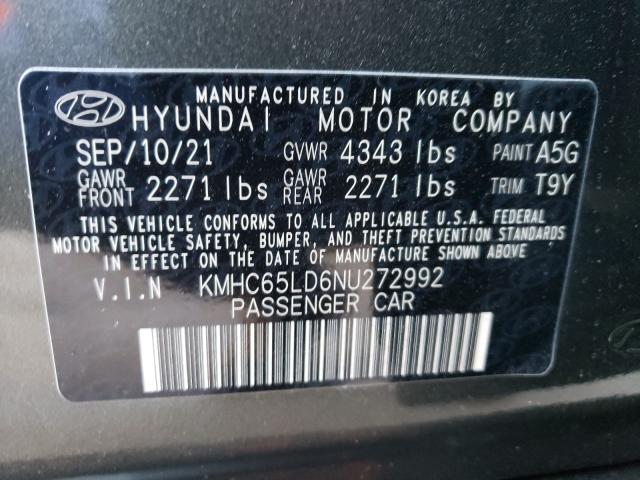 MANUFACTURED IN KOREA BY
HYUNDAI MOTOR COMPANY
SEP/10/21 GVWR 4343 lbs PAINT A5G
GAWR FRONT 2271 lbs GAWR REAR 2271 lbs TRIM T9Y
THIS VEHICLE CONFORMS TO ALL APPLICABLE U.S.A. FEDERAL
MOTOR VEHICLE SAFETY, BUMPER, AND THEFT PREVENTION STANDARDS
IN EFFECT ON THE DATE OF MANUFACTURE SHOWN ABOVE.
V.I.N KMHC65LD6NU272992
PASSENGER CAR